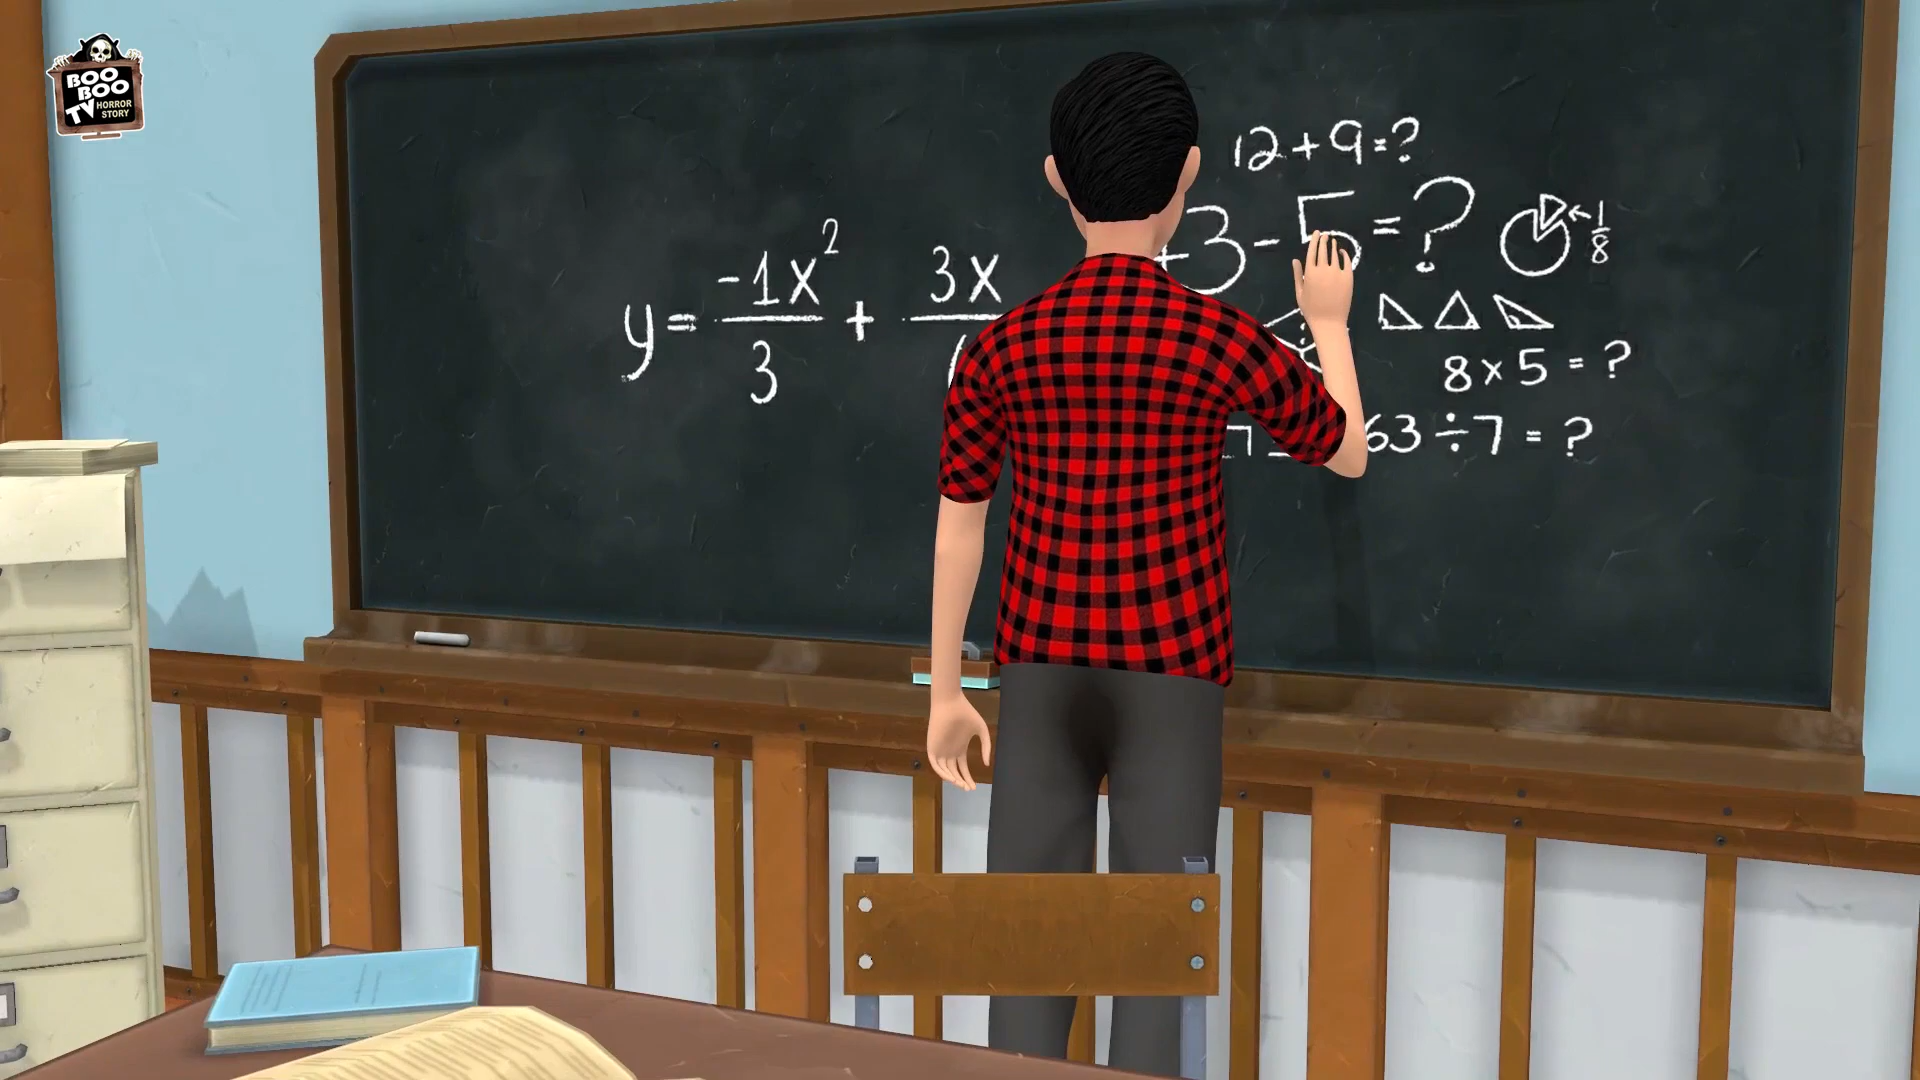 BOO
BOO
TV HORROR
STORY
y = -1x²/3 + 3x
12+9=?
+3-5=?
1/8
8×5=?
63÷7=?